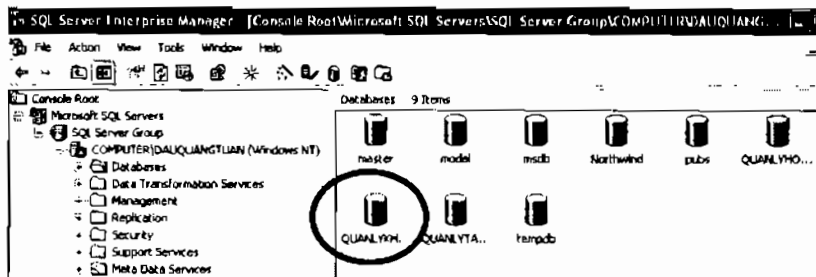 SQL Server Enterprise Manager - [Console Root\Microsoft SQL Servers\SQL Server Group\COMPUTER\DAUQUANG...
File Action View Tools Window Help
Console Root
Microsoft SQL Servers
SQL Server Group
COMPUTER\DAUQUANGTUAN (Windows NT)
Databases
Data Transformation Services
Management
Replication
Security
Support Services
Meta Data Services
Databases 9 Items
master model msdb Northwind pubs QUANLYHO...
QUANLYKH... QUANLYTA... tempdb